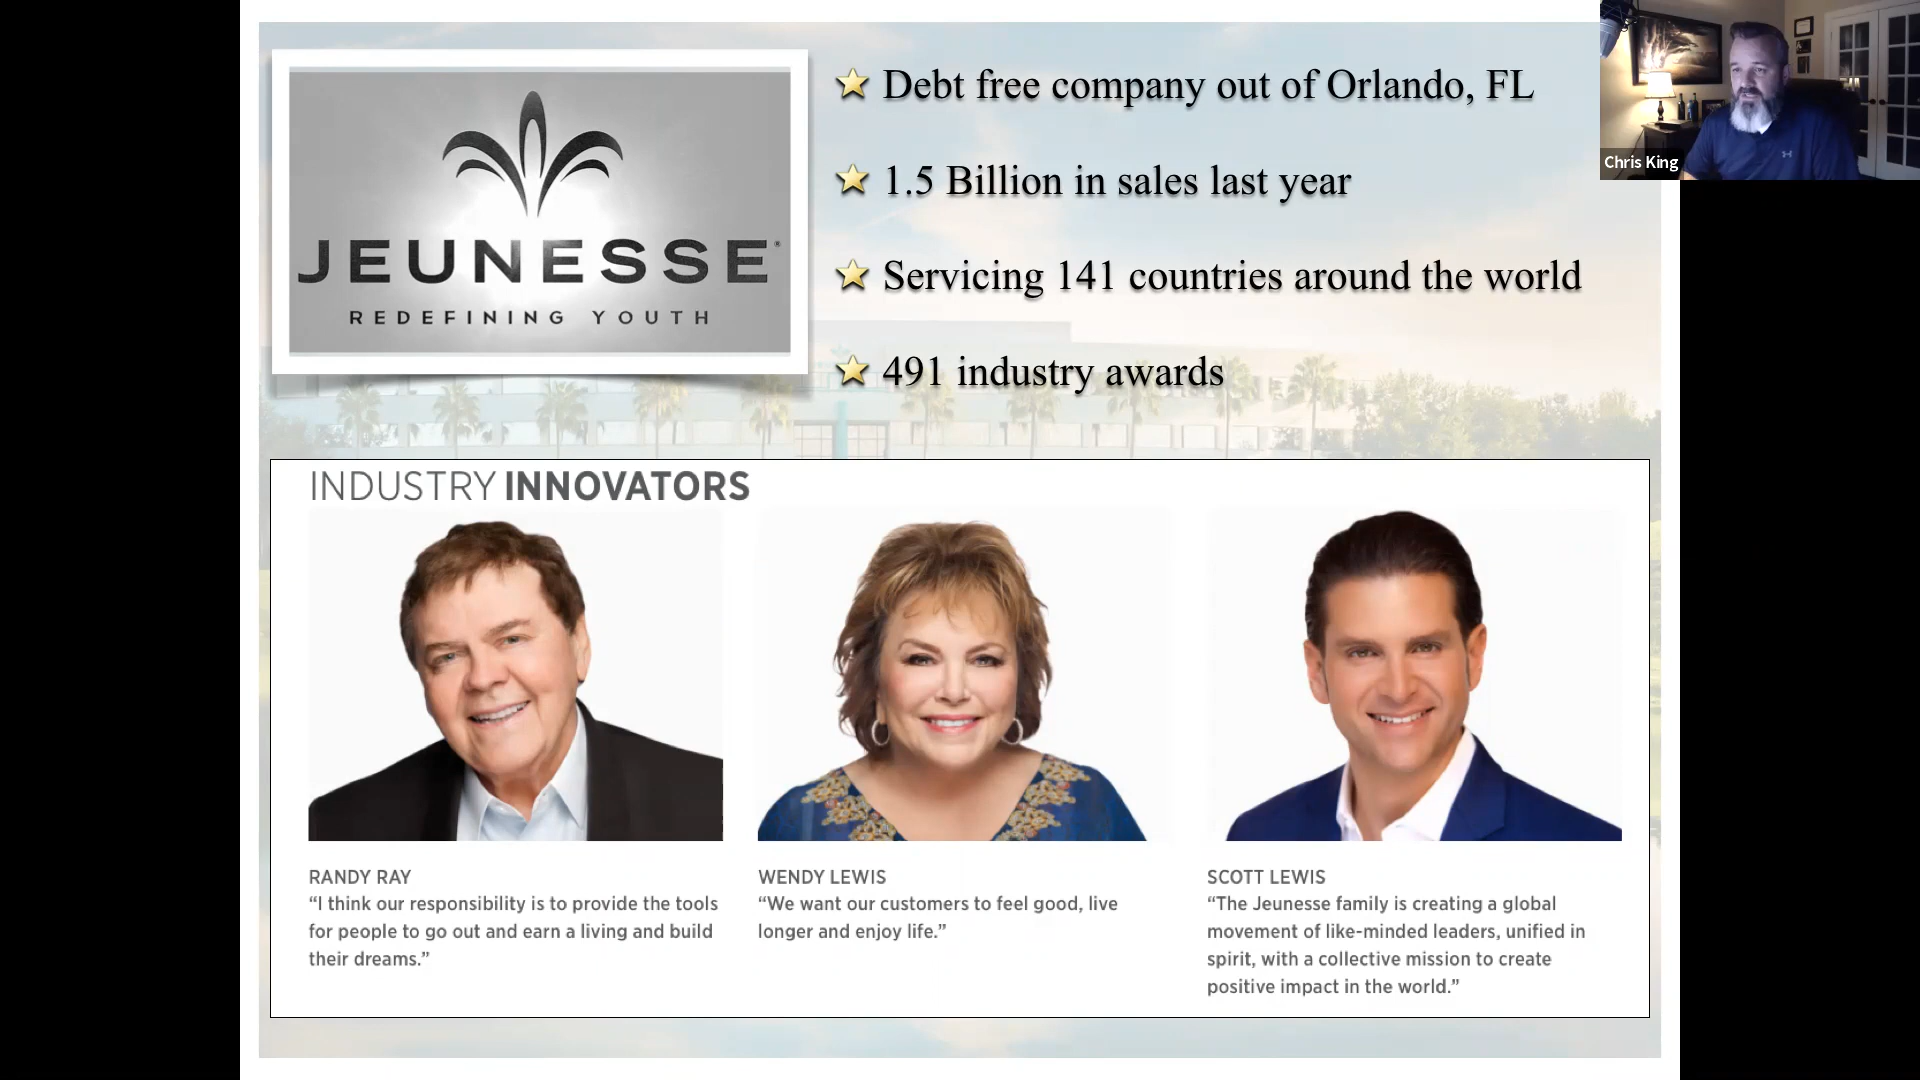 JEUNESSE®
REDEFINING YOUTH
Debt free company out of Orlando, FL
1.5 Billion in sales last year
Servicing 141 countries around the world
491 industry awards
Chris King
INDUSTRY INNOVATORS
RANDY RAY
“I think our responsibility is to provide the tools
for people to go out and earn a living and build
their dreams.”
WENDY LEWIS
“We want our customers to feel good, live
longer and enjoy life.”
SCOTT LEWIS
“The Jeunesse family is creating a global
movement of like-minded leaders, unified in
spirit, with a collective mission to create
positive impact in the world.”